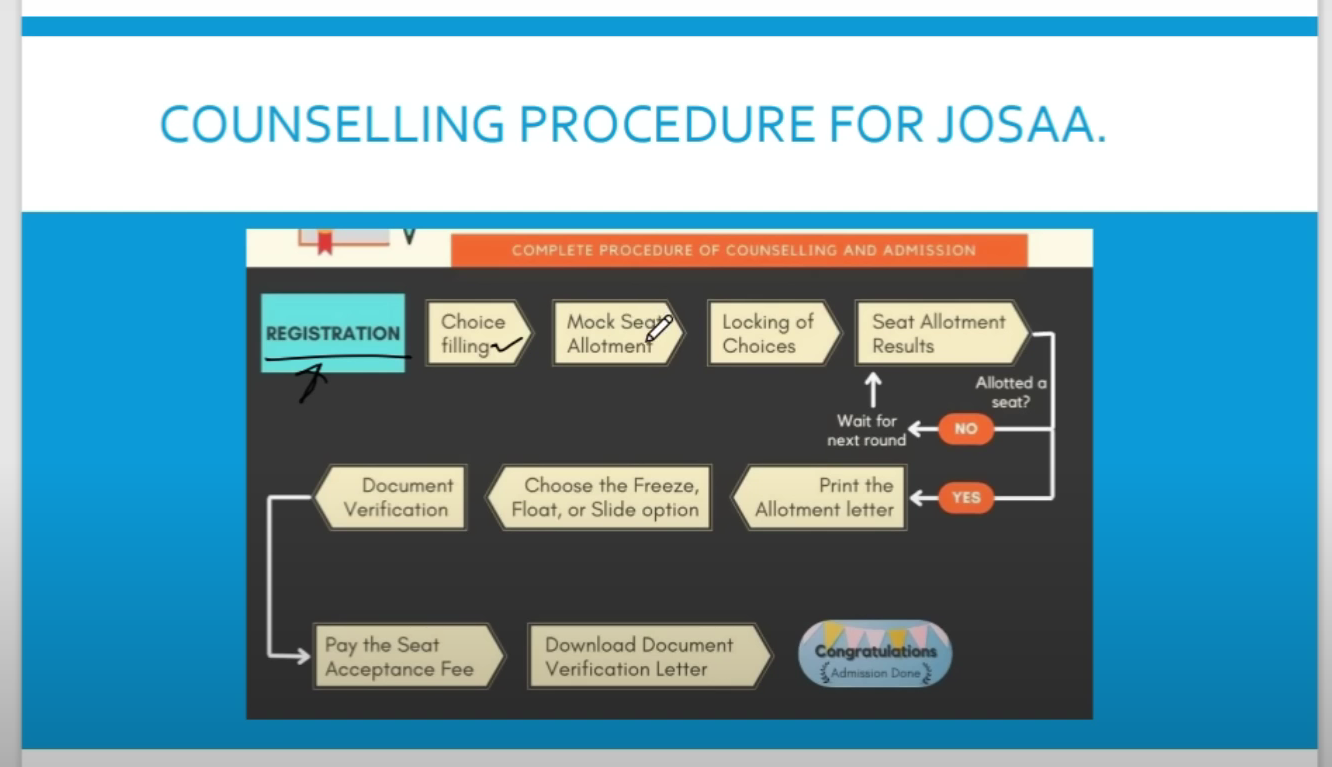 COUNSELLING PROCEDURE FOR JOSAA.
COMPLETE PROCEDURE OF COUNSELLING AND ADMISSION
REGISTRATION
Choice
filling
Mock Seat
Allotment
Locking of
Choices
Seat Allotment
Results
Allotted a
seat?
NO
Wait for
next round
YES
Print the
Allotment letter
Choose the Freeze,
Float, or Slide option
Document
Verification
Pay the Seat
Acceptance Fee
Download Document
Verification Letter
Congratulations
Admission Done